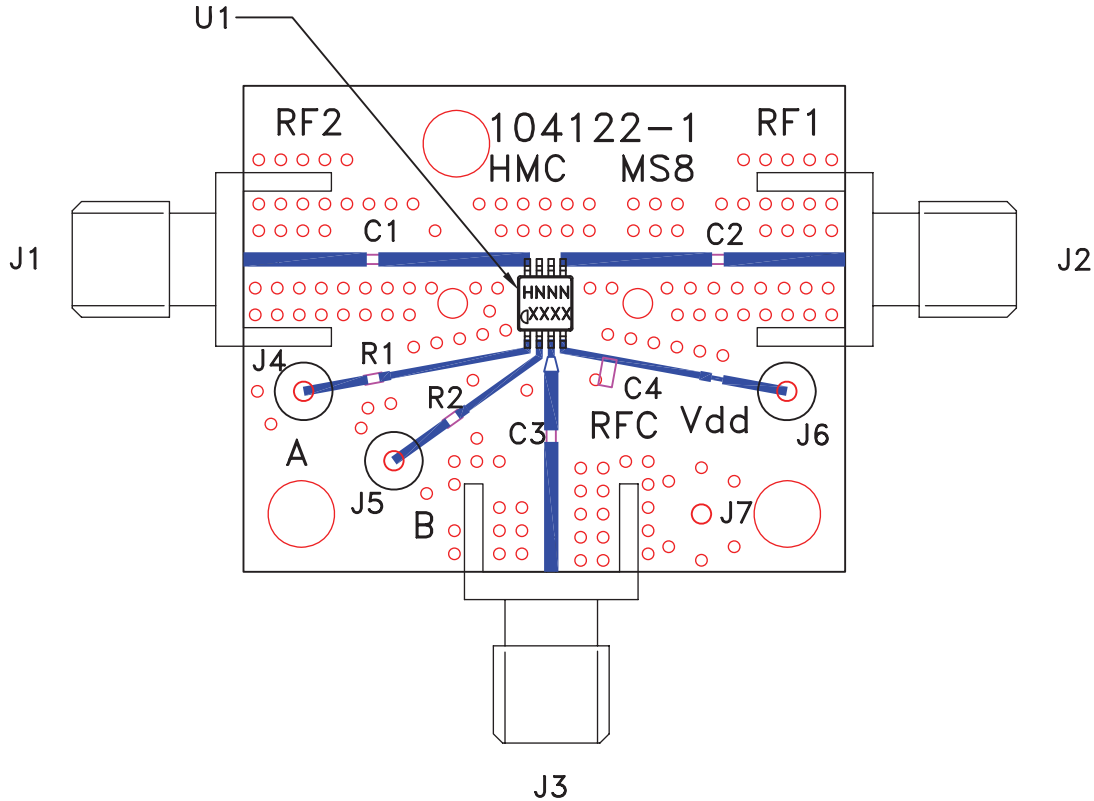 U1
RF2
104122-1
RF1
HMC MS8
C1
C2
J1
J2
HNNN
XXXX
J4
R1
R2
C4
C3
RFC
Vdd
J6
A
J5
B
J7
J3